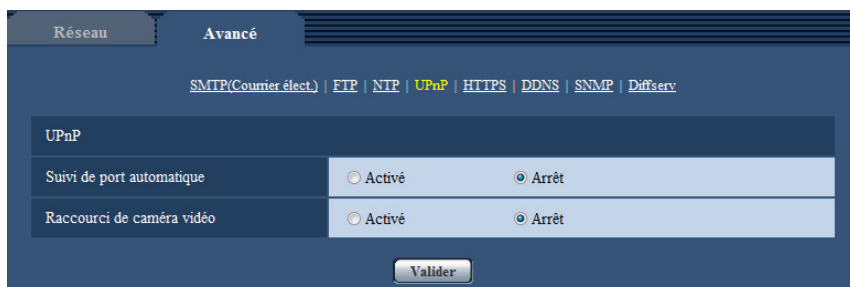 Réseau Avancé
SMTP(Courrier élect.) | FTP | NTP | UPnP | HTTPS | DDNS | SNMP | Diffserv
UPnP
Suivi de port automatique Activé Arrêt
Raccourci de caméra vidéo Activé Arrêt
Valider